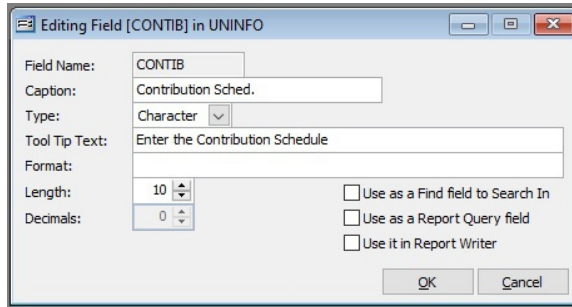 Editing Field [CONTIB] in UNINFO
Field Name: CONTIB
Caption: Contribution Sched.
Type: Character
Tool Tip Text: Enter the Contribution Schedule
Format:
Length: 10 Use as a Find field to Search In
Decimals: 0 Use as a Report Query field
Use it in Report Writer
OK Cancel